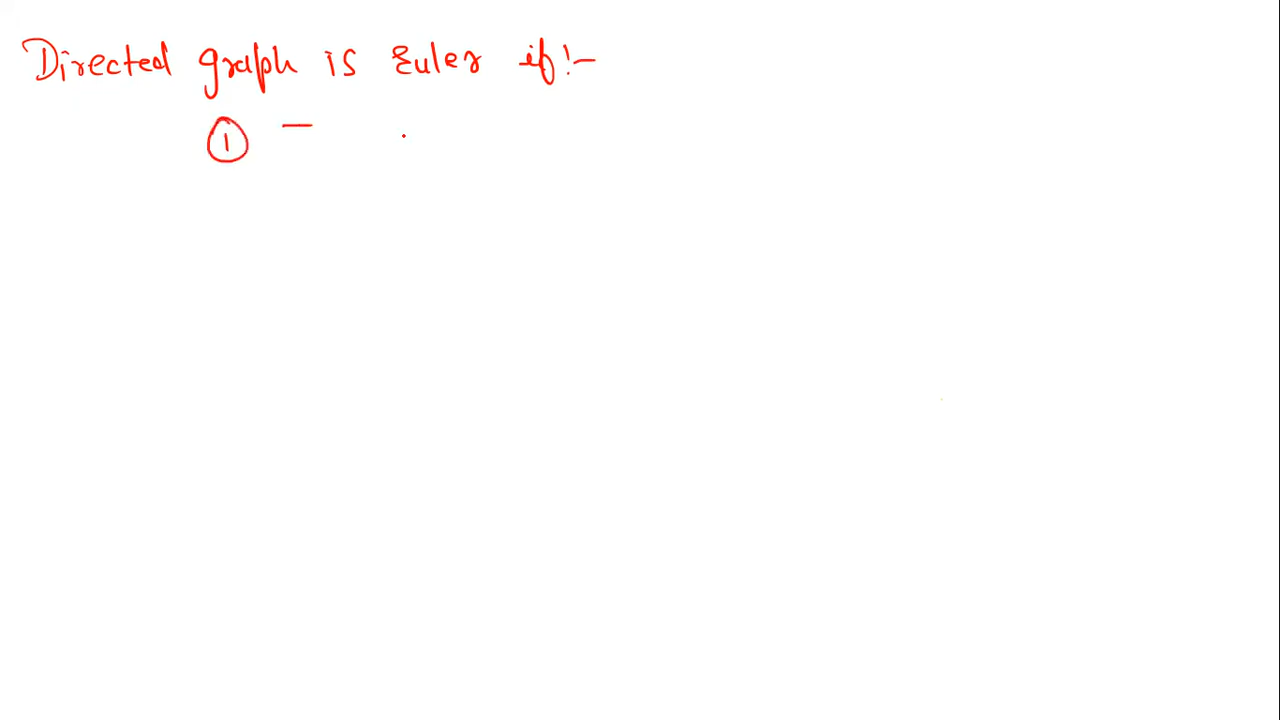 Directed graph is Euler if :-
①